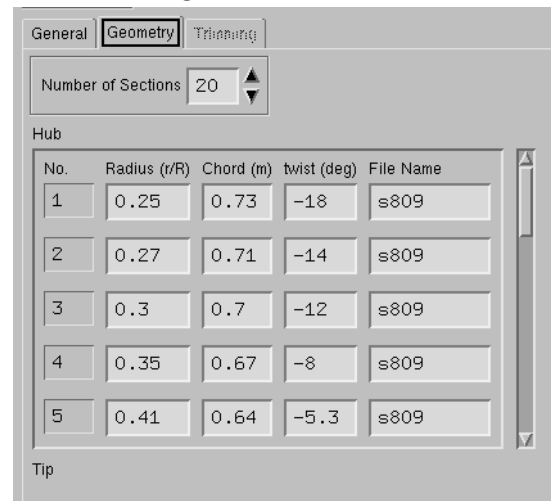 General Geometry Trimming
Number of Sections 20
Hub
No. Radius (r/R) Chord (m) twist (deg) File Name
1 0.25 0.73 -18 s809
2 0.27 0.71 -14 s809
3 0.3 0.7 -12 s809
4 0.35 0.67 -8 s809
5 0.41 0.64 -5.3 s809
Tip